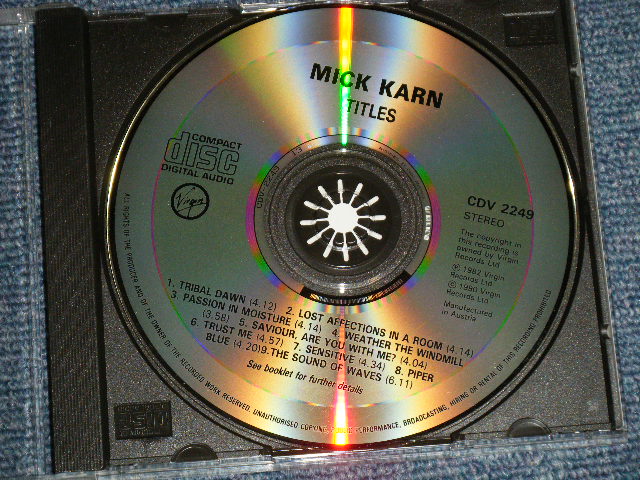 MICK KARN
TITLES
COMPACT
disc
DIGITAL AUDIO
Virgin
CDV 2249
STEREO
The copyright in
this recording is
owned by Virgin
Records Ltd
℗ 1982 Virgin
Records Ltd
© 1990 Virgin
Records Ltd
Manufactured
in Austria
1. TRIBAL DAWN (4.12) 2. LOST AFFECTIONS IN A ROOM (4.14)
3. PASSION IN MOISTURE (4.14) 4. WEATHER THE WINDMILL
(3.58) 5. SAVIOUR, ARE YOU WITH ME? (4.04)
6. TRUST ME (4.57) 7. SENSITIVE (4.34) 8. PIPER
BLUE (4.20)9.THE SOUND OF WAVES (6.11)
See booklet for further details
ALL RIGHTS OF THE PRODUCER AND OF THE OWNER OF THE RECORDED WORK RESERVED. UNAUTHORISED COPYING, PUBLIC PERFORMANCE, BROADCASTING, HIRING OR RENTAL OF THIS RECORDING PROHIBITED
CDV 2249